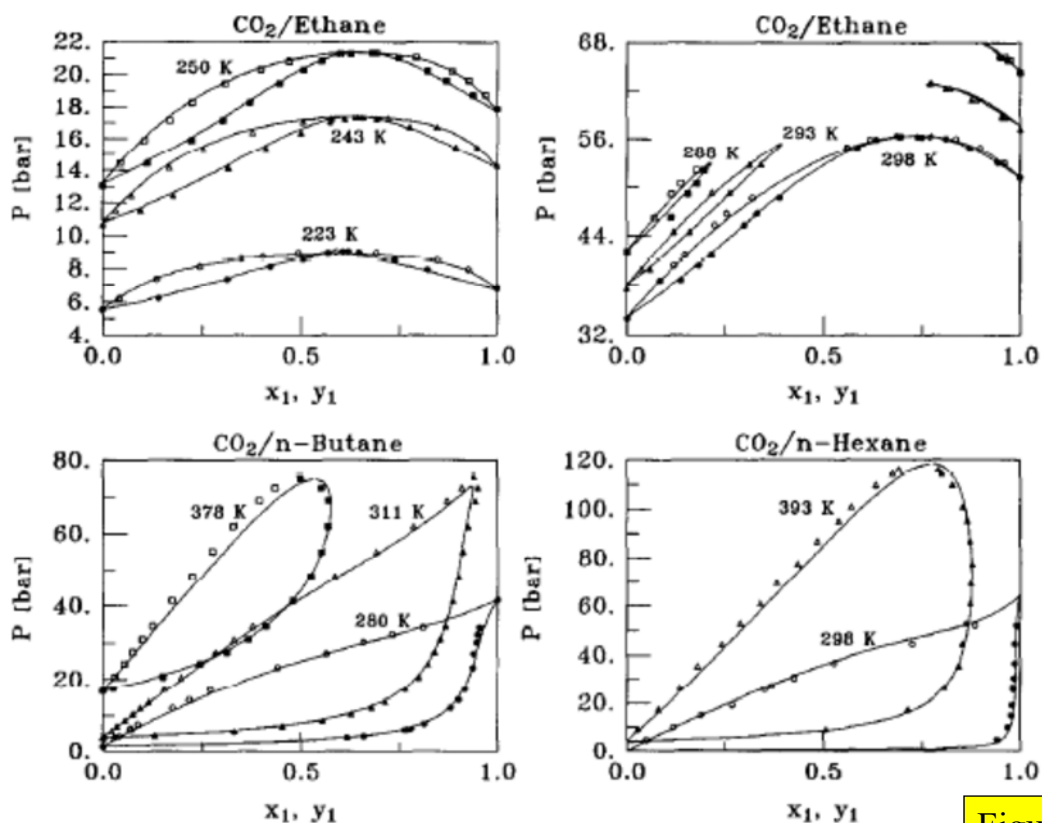 CO₂/Ethane
22.
20.
18.
16.
14.
12.
11.
9.
8.
6.
4.
P [bar]
250 K
243 K
223 K
0.0
0.5
1.0
x₁, y₁
CO₂/Ethane
68.
56.
44.
32.
P [bar]
288 K
293 K
298 K
0.0
0.5
1.0
x₁, y₁
CO₂/n-Butane
80.
60.
40.
20.
0.
P [bar]
378 K
311 K
280 K
0.0
0.5
1.0
x₁, y₁
CO₂/n-Hexane
120.
100.
80.
60.
40.
20.
0.
P [bar]
393 K
298 K
0.0
0.5
1.0
x₁, y₁
Figu